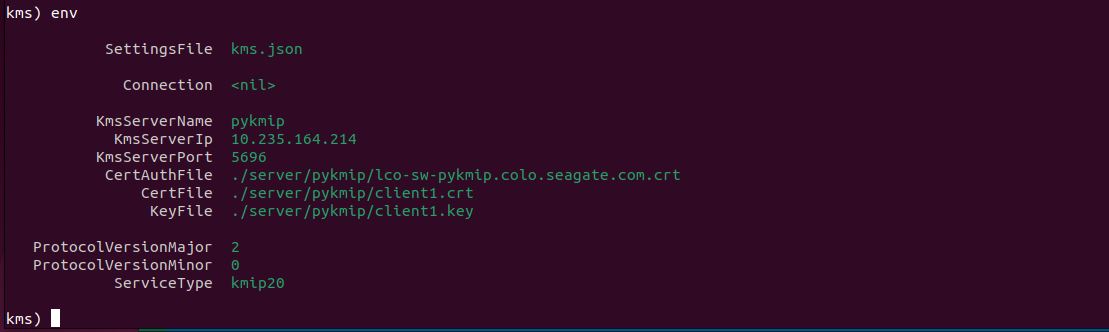 kms) env
SettingsFile kms.json
Connection <nil>
KmsServerName pykmip
KmsServerIp 10.235.164.214
KmsServerPort 5696
CertAuthFile ./server/pykmip/lco-sw-pykmip.colo.seagate.com.crt
CertFile ./server/pykmip/client1.crt
KeyFile ./server/pykmip/client1.key
ProtocolVersionMajor 2
ProtocolVersionMinor 0
ServiceType kmip20
kms)